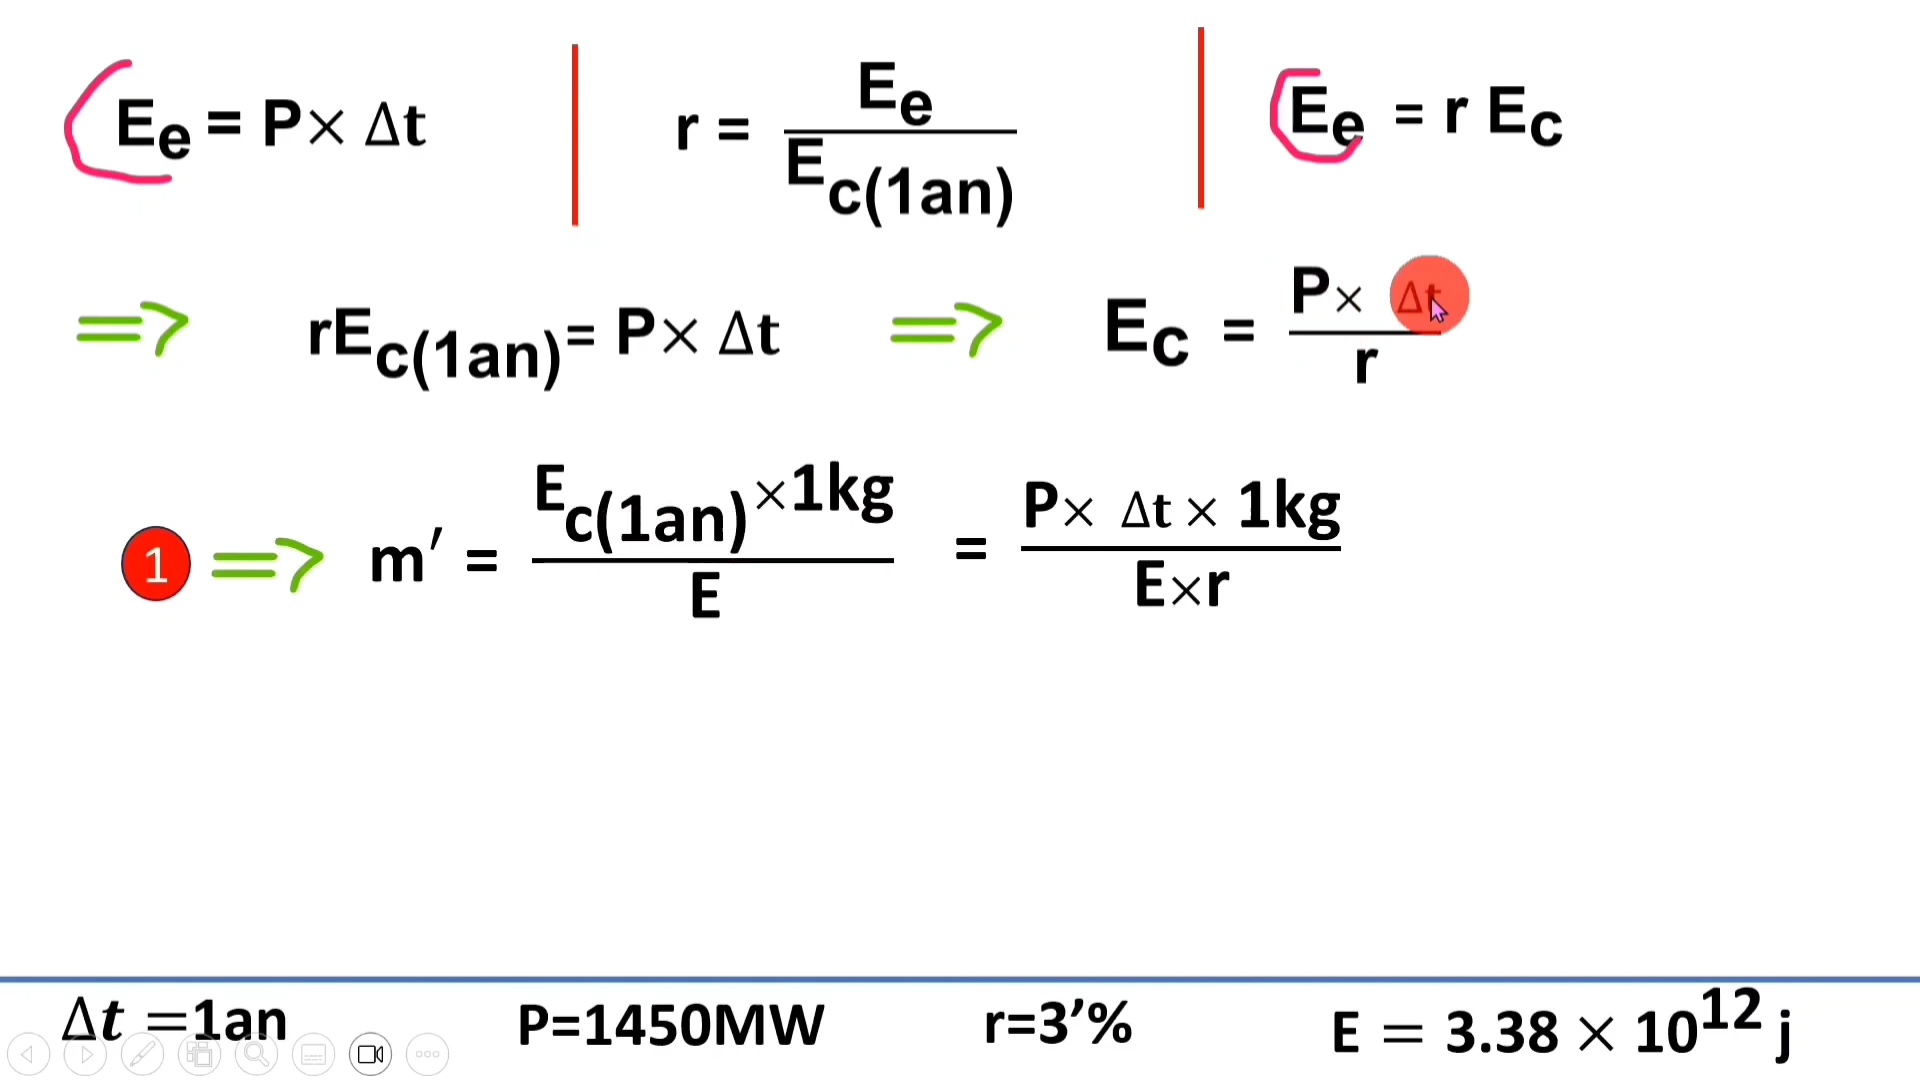 Ee = P× Δt
r = Ee / Ec(1an)
Ee = r Ec
=> rEc(1an) = P× Δt => Ec = P× Δt / r
1 => m′ = Ec(1an)×1kg / E = P× Δt × 1kg / E×r
Δt =1an P=1450MW r=3′% E = 3.38 × 10^12 j